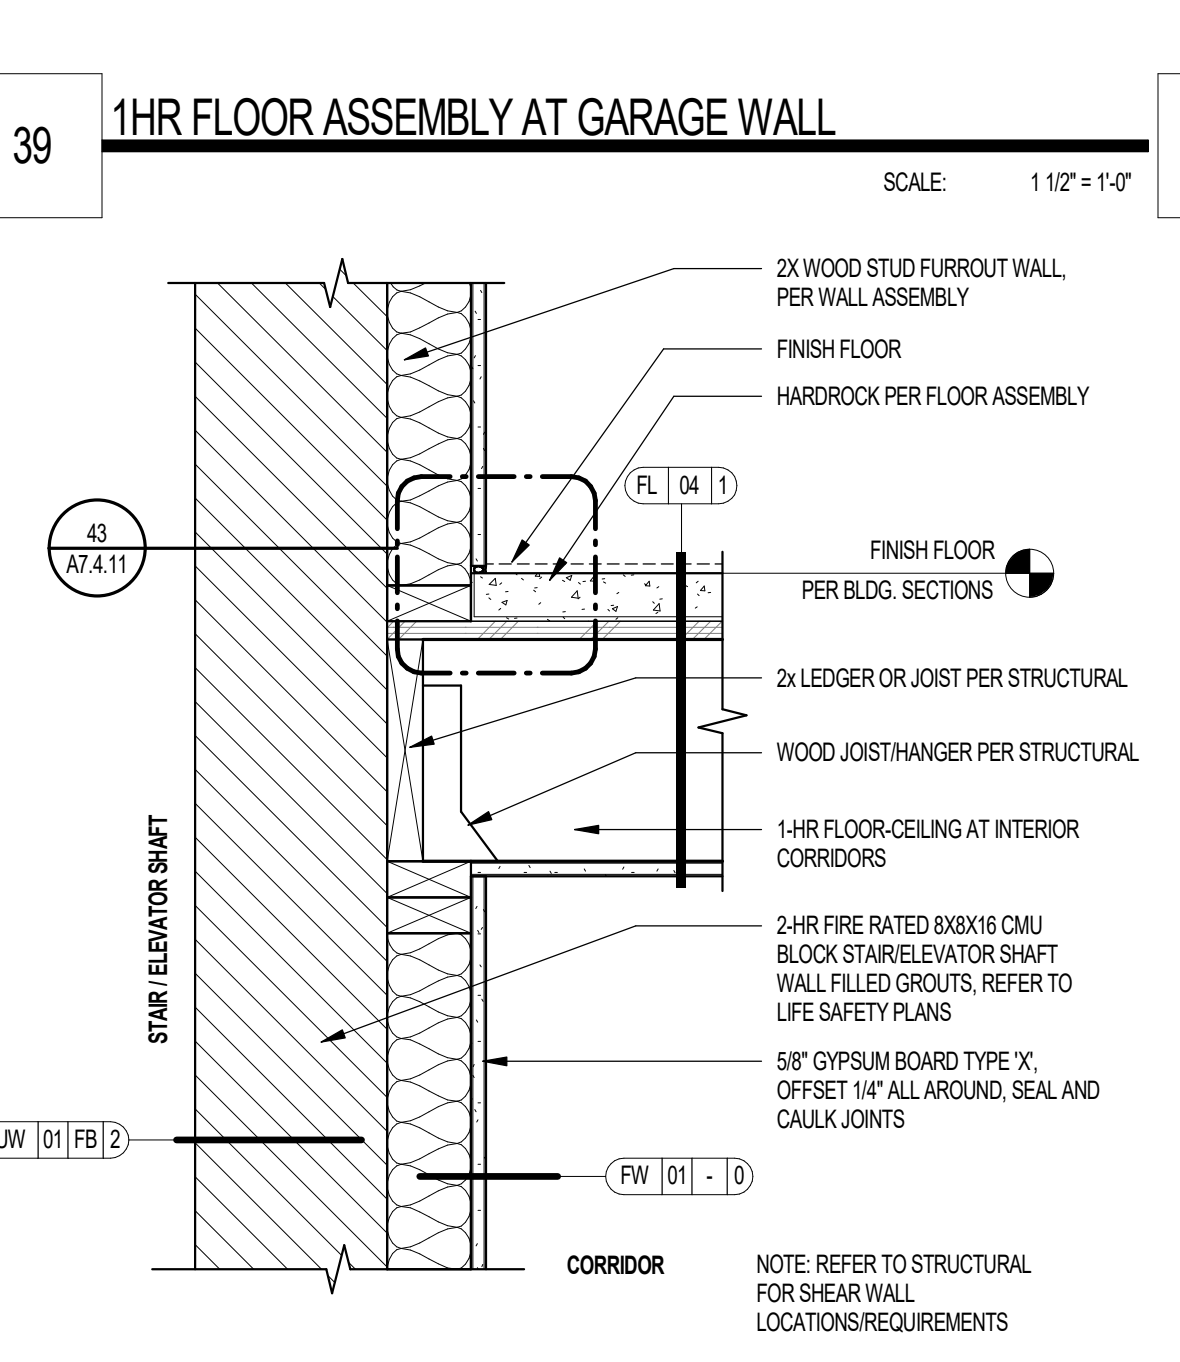 39
1HR FLOOR ASSEMBLY AT GARAGE WALL
SCALE: 1 1/2" = 1'-0"
2X WOOD STUD FURROUT WALL,
PER WALL ASSEMBLY
FINISH FLOOR
HARDROCK PER FLOOR ASSEMBLY
FL 04 1
43
A7.4.11
FINISH FLOOR
PER BLDG. SECTIONS
2x LEDGER OR JOIST PER STRUCTURAL
WOOD JOIST/HANGER PER STRUCTURAL
1-HR FLOOR-CEILING AT INTERIOR
CORRIDORS
STAIR / ELEVATOR SHAFT
2-HR FIRE RATED 8X8X16 CMU
BLOCK STAIR/ELEVATOR SHAFT
WALL FILLED GROUTS, REFER TO
LIFE SAFETY PLANS
5/8" GYPSUM BOARD TYPE 'X',
OFFSET 1/4" ALL AROUND, SEAL AND
CAULK JOINTS
01 FB 2
FW 01 - 0
CORRIDOR
NOTE: REFER TO STRUCTURAL
FOR SHEAR WALL
LOCATIONS/REQUIREMENTS